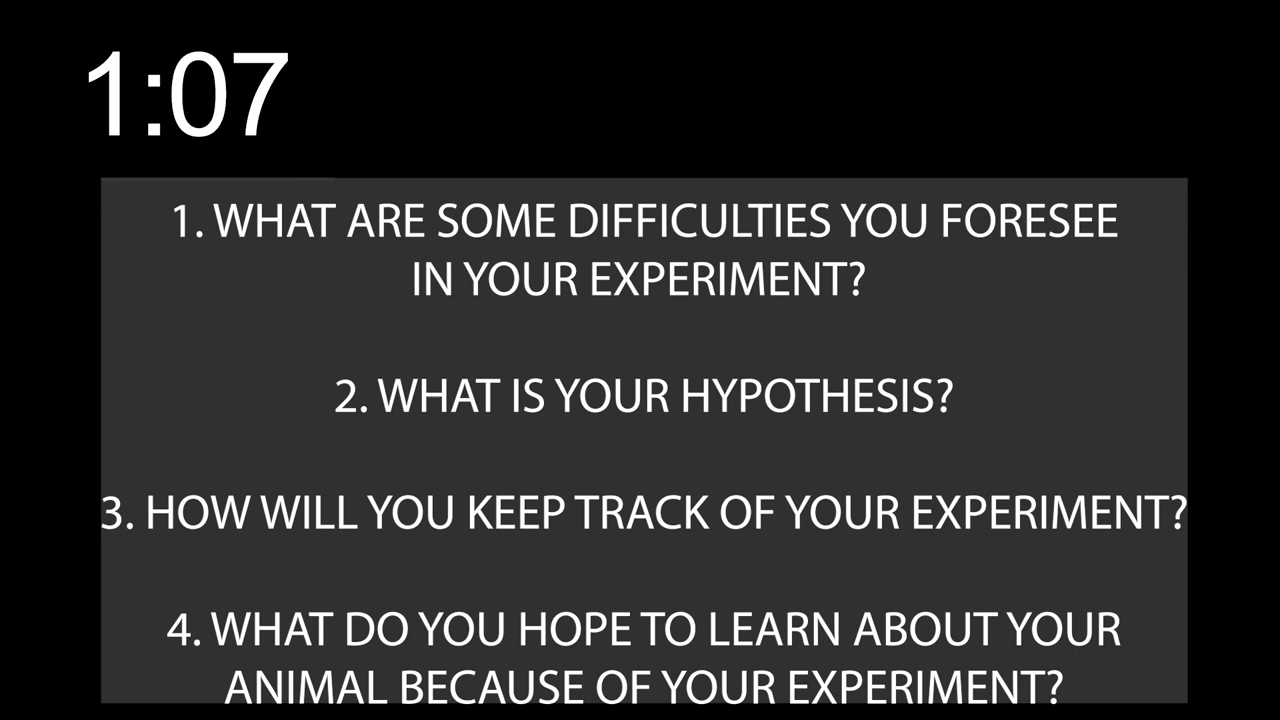 1:07
1. WHAT ARE SOME DIFFICULTIES YOU FORESEE
IN YOUR EXPERIMENT?
2. WHAT IS YOUR HYPOTHESIS?
3. HOW WILL YOU KEEP TRACK OF YOUR EXPERIMENT?
4. WHAT DO YOU HOPE TO LEARN ABOUT YOUR
ANIMAL BECAUSE OF YOUR EXPERIMENT?